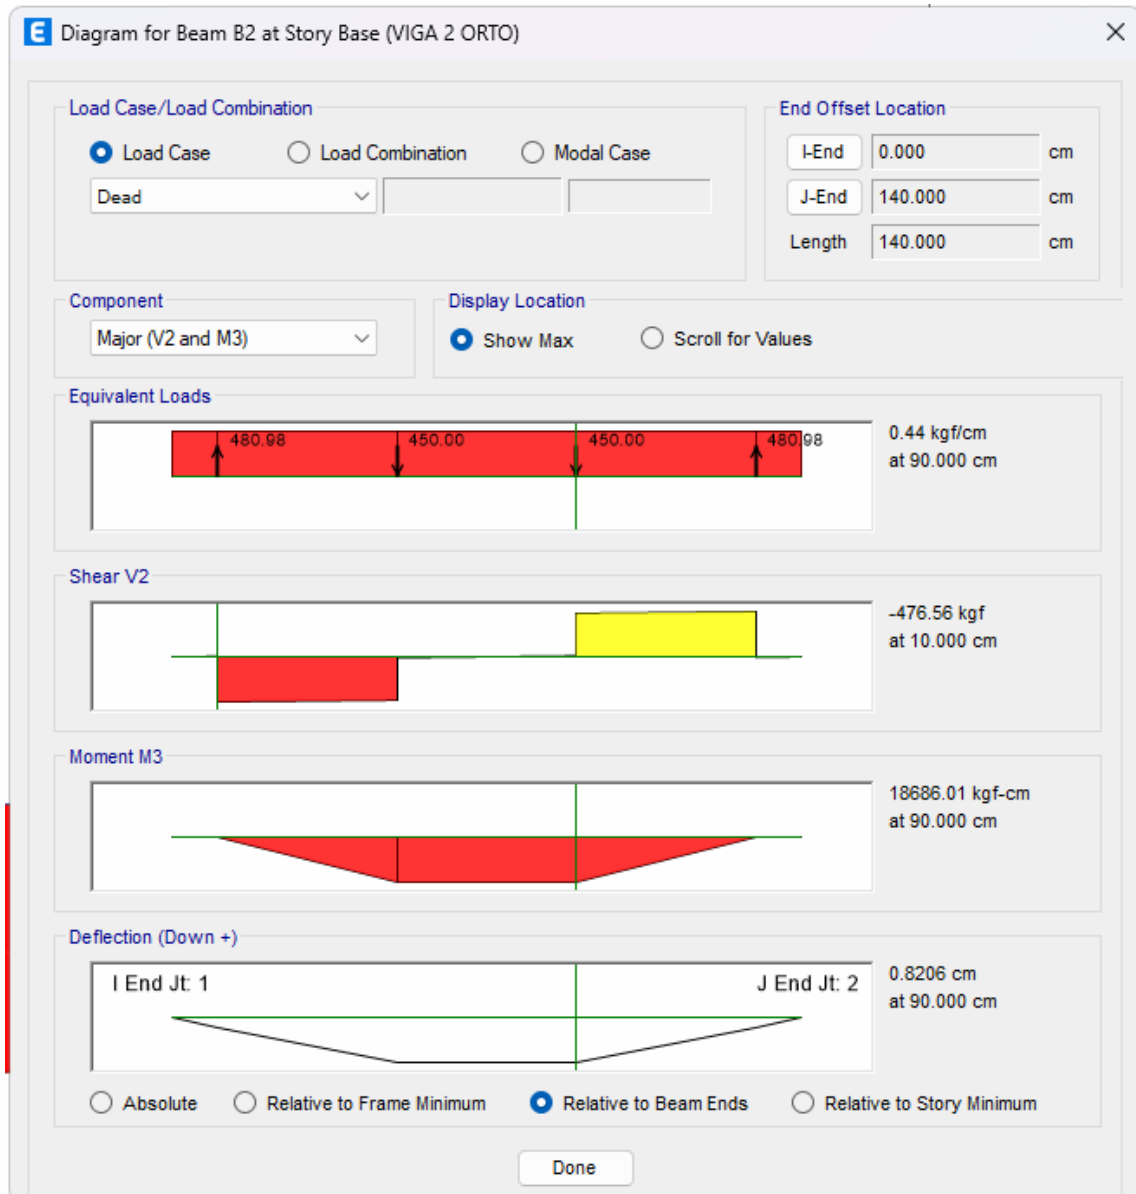 E Diagram for Beam B2 at Story Base (VIGA 2 ORTO)
Load Case/Load Combination
Load Case Load Combination Modal Case
Dead
End Offset Location
I-End 0.000 cm
J-End 140.000 cm
Length 140.000 cm
Component
Major (V2 and M3)
Display Location
Show Max Scroll for Values
Equivalent Loads
480.98 450.00 450.00 480.98
0.44 kgf/cm
at 90.000 cm
Shear V2
-476.56 kgf
at 10.000 cm
Moment M3
18686.01 kgf-cm
at 90.000 cm
Deflection (Down +)
I End Jt: 1 J End Jt: 2
0.8206 cm
at 90.000 cm
Absolute Relative to Frame Minimum Relative to Beam Ends Relative to Story Minimum
Done